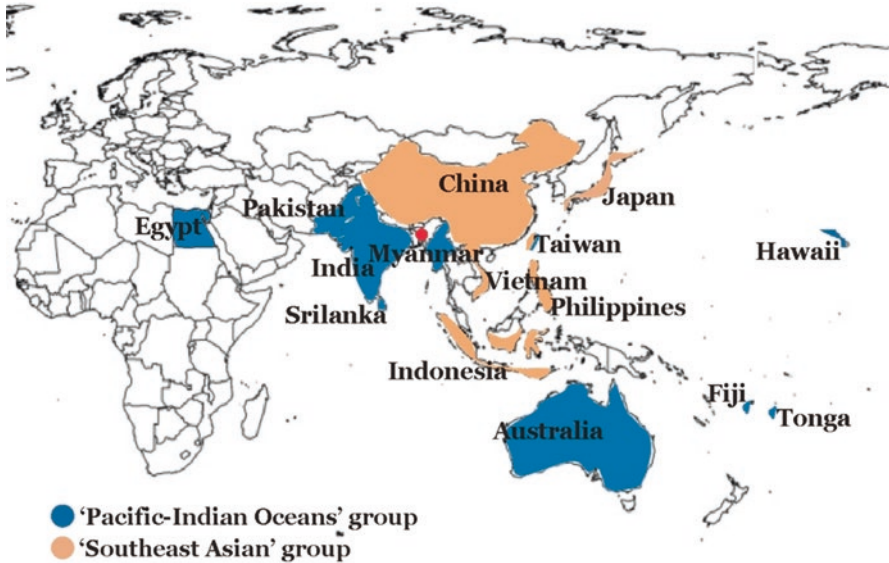 China
Japan
Pakistan
Egypt
Taiwan
Hawaii
Myanmar
India
Vietnam
Philippines
Srilanka
Indonesia
Fiji
Tonga
Australia
'Pacific-Indian Oceans' group
'Southeast Asian' group